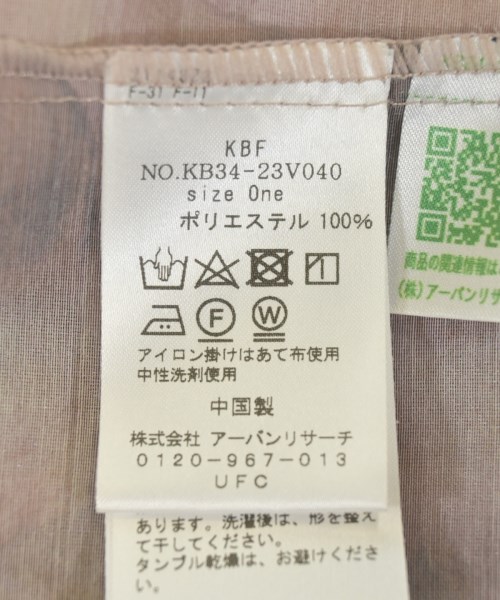 F-31 F-11
KBF
NO.KB34-23V040
size One
ポリエステル 100%
F W
アイロン掛けはあて布使用
中性洗剤使用
中国製
株式会社 アーバンリサーチ
0120-967-013
UFC
あります。洗濯後は、形を整え
て干してください。
タンブル乾燥は、お避けくださ
い。
商品の関連情報は
(株) アーバンリサ